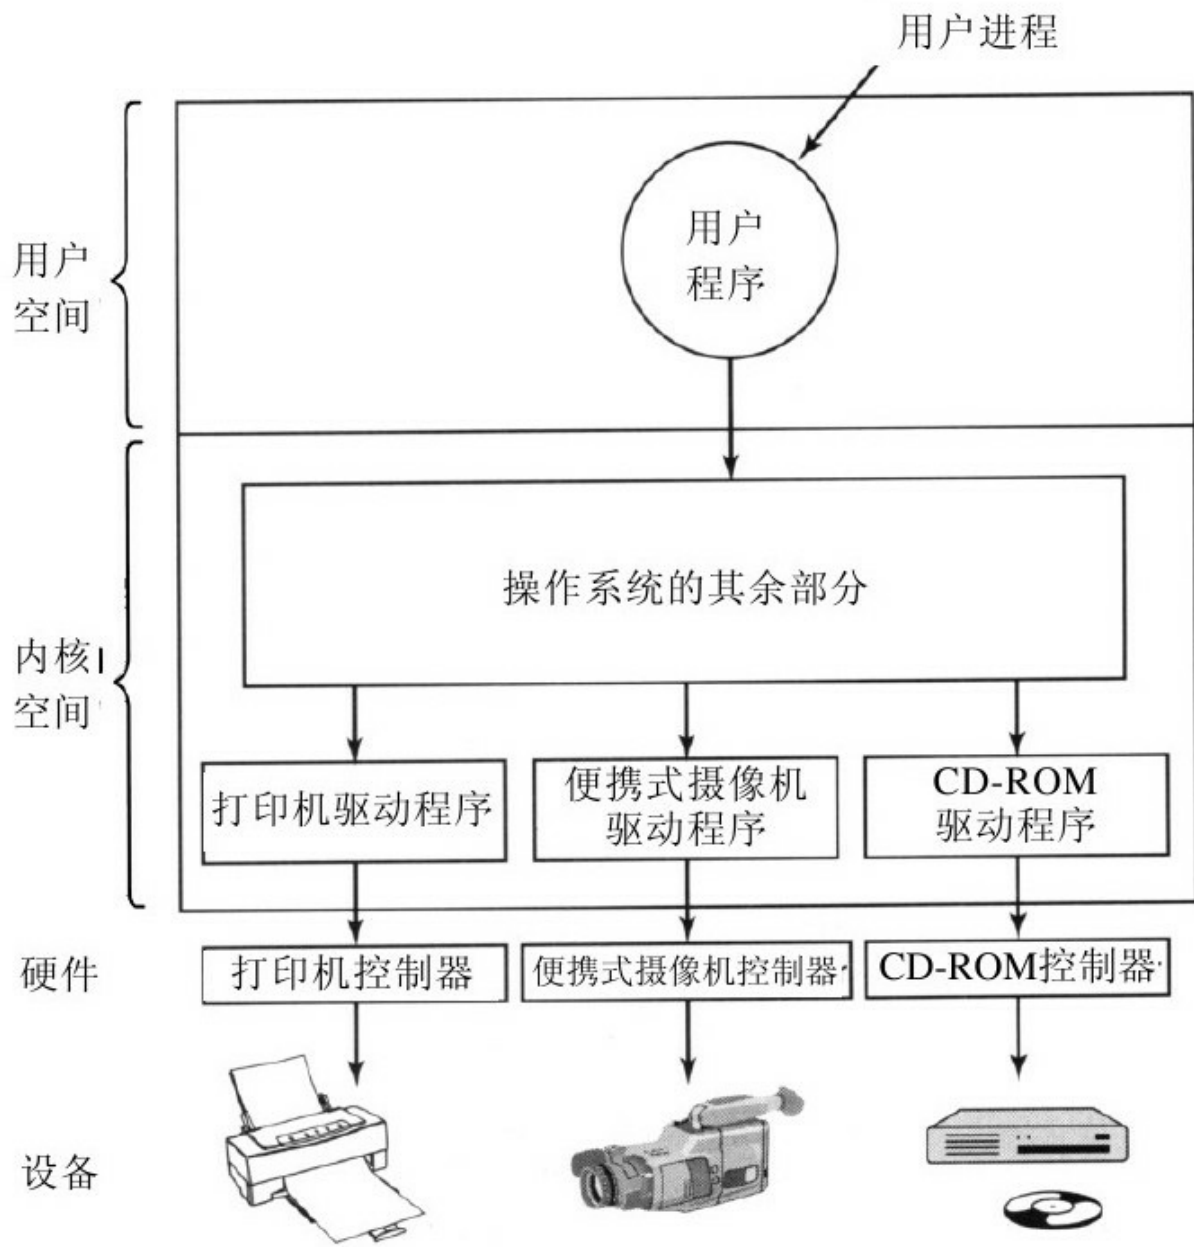 用户进程
用户
程序
用户
空间
操作系统的其余部分
内核
空间
打印机驱动程序
便携式摄像机
驱动程序
CD-ROM
驱动程序
硬件
打印机控制器
便携式摄像机控制器
CD-ROM控制器
设备